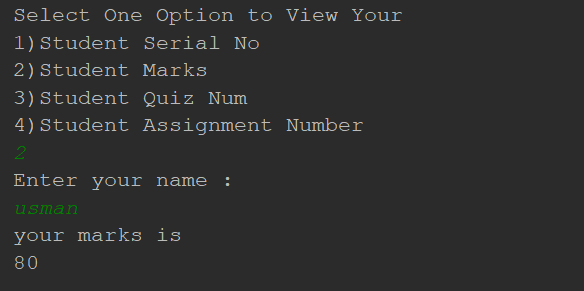 Select One Option to View Your
1)Student Serial No
2)Student Marks
3)Student Quiz Num
4)Student Assignment Number
2
Enter your name :
usman
your marks is
80